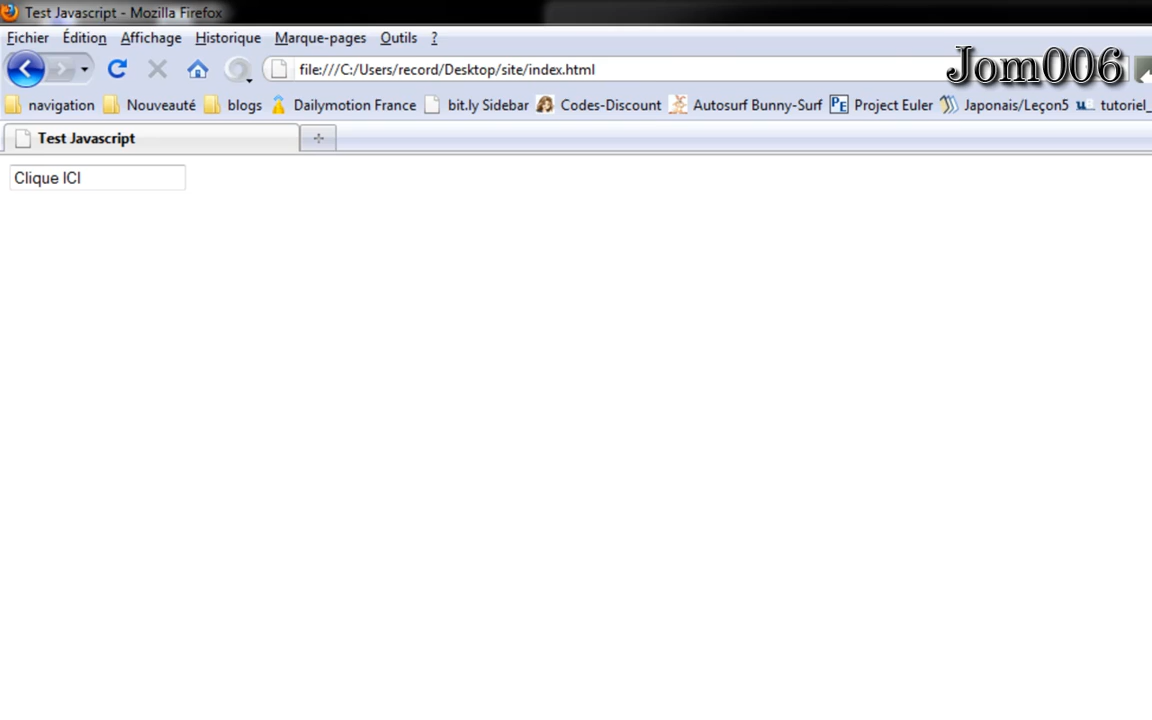 Test Javascript - Mozilla Firefox
Fichier Édition Affichage Historique Marque-pages Outils ?
file:///C:/Users/record/Desktop/site/index.html
Jom006
navigation Nouveauté blogs Dailymotion France bit.ly Sidebar Codes-Discount Autosurf Bunny-Surf PE Project Euler Japonais/Leçon5 tutoriel_
Test Javascript
Clique ICI